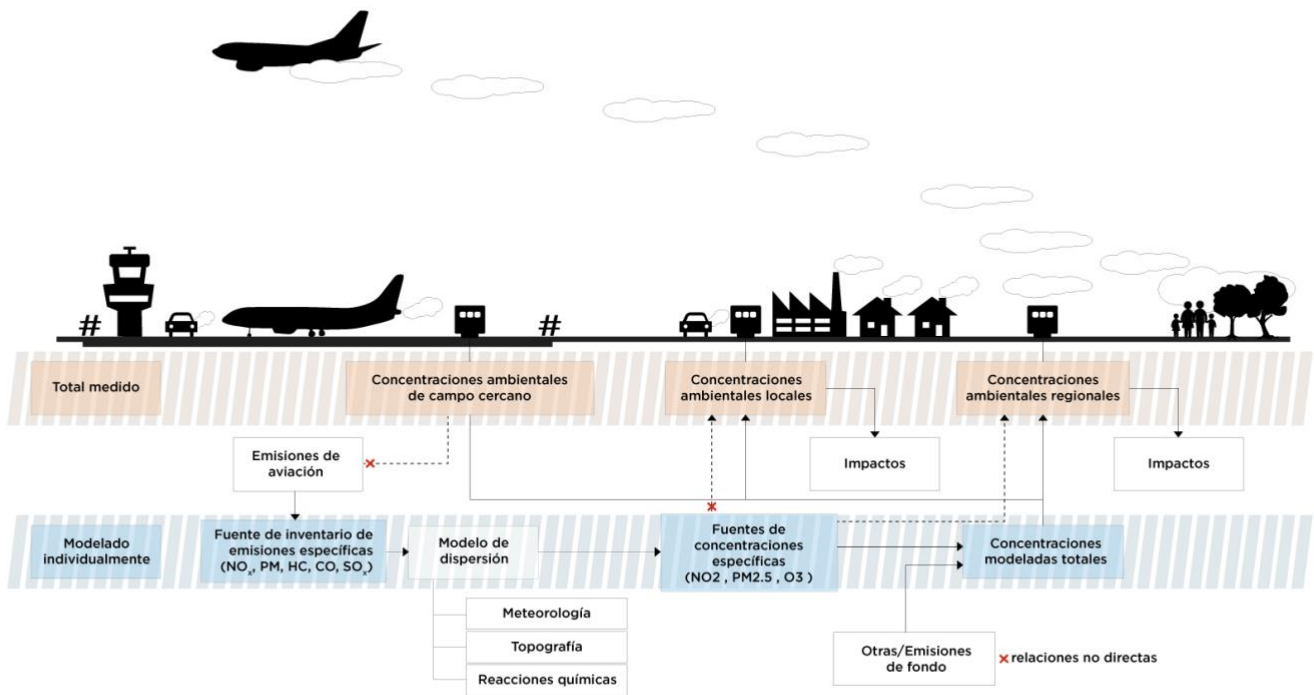 # #
Total medido
Concentraciones ambientales
de campo cercano
Concentraciones
ambientales locales
Concentraciones
ambientales regionales
Emisiones de
aviación
Impactos
Impactos
Modelado
individualmente
Fuente de inventario de
emisiones específicas
(NOₓ, PM, HC, CO, SOₓ)
Modelo de
dispersión
Fuentes de
concentraciones
específicas
(NO2 , PM2.5 , O3 )
Concentraciones
modeladas totales
Meteorología
Topografía
Reacciones químicas
Otras/Emisiones
de fondo
relaciones no directas